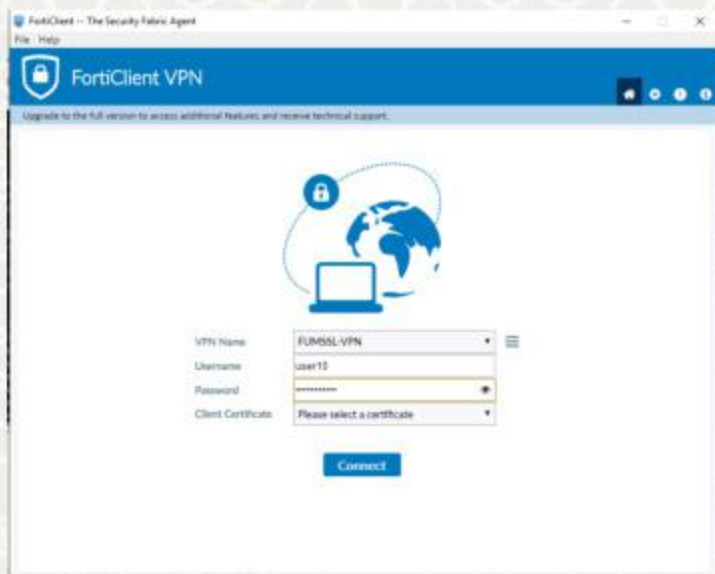 FortiClient -- The Security Fabric Agent
File Help
FortiClient VPN
Upgrade to the full version to access additional features and receive technical support.
VPN Name FUMSSL-VPN
Username user10
Password ••••••••••
Client Certificate Please select a certificate
Connect